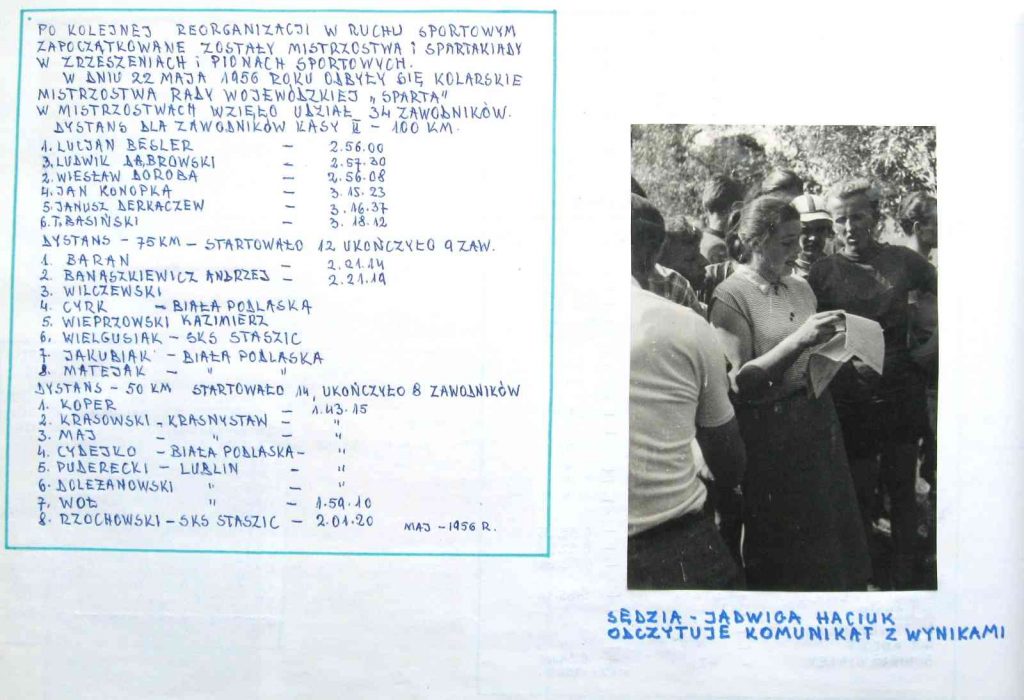 PO KOLEJNEJ REORGANIZACJI W RUCHU SPORTOWYM
ZAPOCZĄTKOWANE ZOSTAŁY MISTRZOSTWA i SPARTAKIADY
W ZRZESZENIACH i PIONACH SPORTOWYCH.
W DNIU 22 MAJA 1956 ROKU ODBYŁY SIĘ KOLARSKIE
MISTRZOSTWA RADY WOJEWÓDZKIEJ „SPARTA"
W MISTRZOSTWACH WZIĘŁO UDZIAŁ 34 ZAWODNIKÓW.
DYSTANS DLA ZAWODNIKÓW KASY II – 100 KM.
1. LUCJAN BEGLER – 2.56.00
3. LUDWIK DĄBROWSKI – 2.57.30
2. WIESŁAW DOROBA – 2.56.08
4. JAN KONOPKA – 3.15.23
5. JANUSZ DERKACZEW – 3.16.37
6. T. BASIŃSKI – 3.18.12
DYSTANS – 75 KM – STARTOWAŁO 12 UKOŃCZYŁO 9 ZAW.
1. BARAN – 2.21.14
2. BANASZKIEWICZ ANDRZEJ – 2.21.19
3. WILCZEWSKI
4. CYRK – BIAŁA PODLASKA
5. WIEPRZOWSKI KAZIMIERZ
6. WIELGUSIAK – SKS STASZIC
7. JAKUBIAK – BIAŁA PODLASKA
8. MATEJAK – " "
DYSTANS – 50 KM STARTOWAŁO 14, UKOŃCZYŁO 8 ZAWODNIKÓW
1. KOPER – 1.43.15
2. KRASOWSKI – KRASNYSTAW – "
3. MAJ – " – "
4. CYDEJKO – BIAŁA PODLASKA – "
5. PUDERECKI – LUBLIN – "
6. DOLEŻANOWSKI " – "
7. WOŁ " – 1.59.10
8. RZOCHOWSKI – SKS STASZIC – 2.01.20
MAJ – 1956 R.
SĘDZIA - JADWIGA HACIUK
ODCZYTUJE KOMUNIKAT Z WYNIKAMI